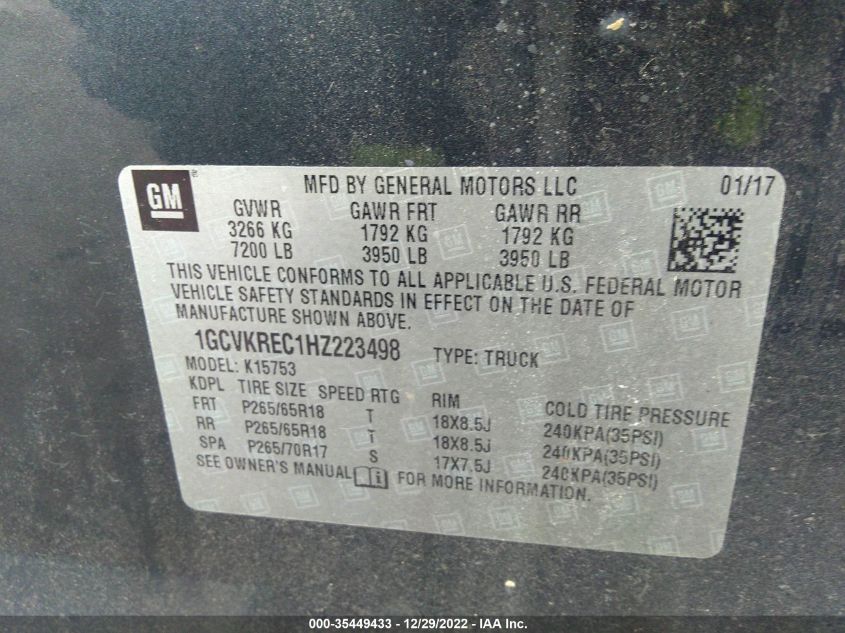 GM ®
MFD BY GENERAL MOTORS LLC 01/17
GVWR GAWR FRT GAWR RR
3266 KG 1792 KG 1792 KG
7200 LB 3950 LB 3950 LB
THIS VEHICLE CONFORMS TO ALL APPLICABLE U.S. FEDERAL MOTOR
VEHICLE SAFETY STANDARDS IN EFFECT ON THE DATE OF
MANUFACTURE SHOWN ABOVE.
1GCVKREC1HZ223498 TYPE: TRUCK
MODEL: K15753
KDPL TIRE SIZE SPEED RTG RIM COLD TIRE PRESSURE
FRT P265/65R18 T 18X8.5J 240KPA(35PSI)
RR P265/65R18 T 18X8.5J 240KPA(35PSI)
SPA P265/70R17 S 17X7.5J 240KPA(35PSI)
SEE OWNER'S MANUAL FOR MORE INFORMATION.
000-35449433 - 12/29/2022 - IAA Inc.